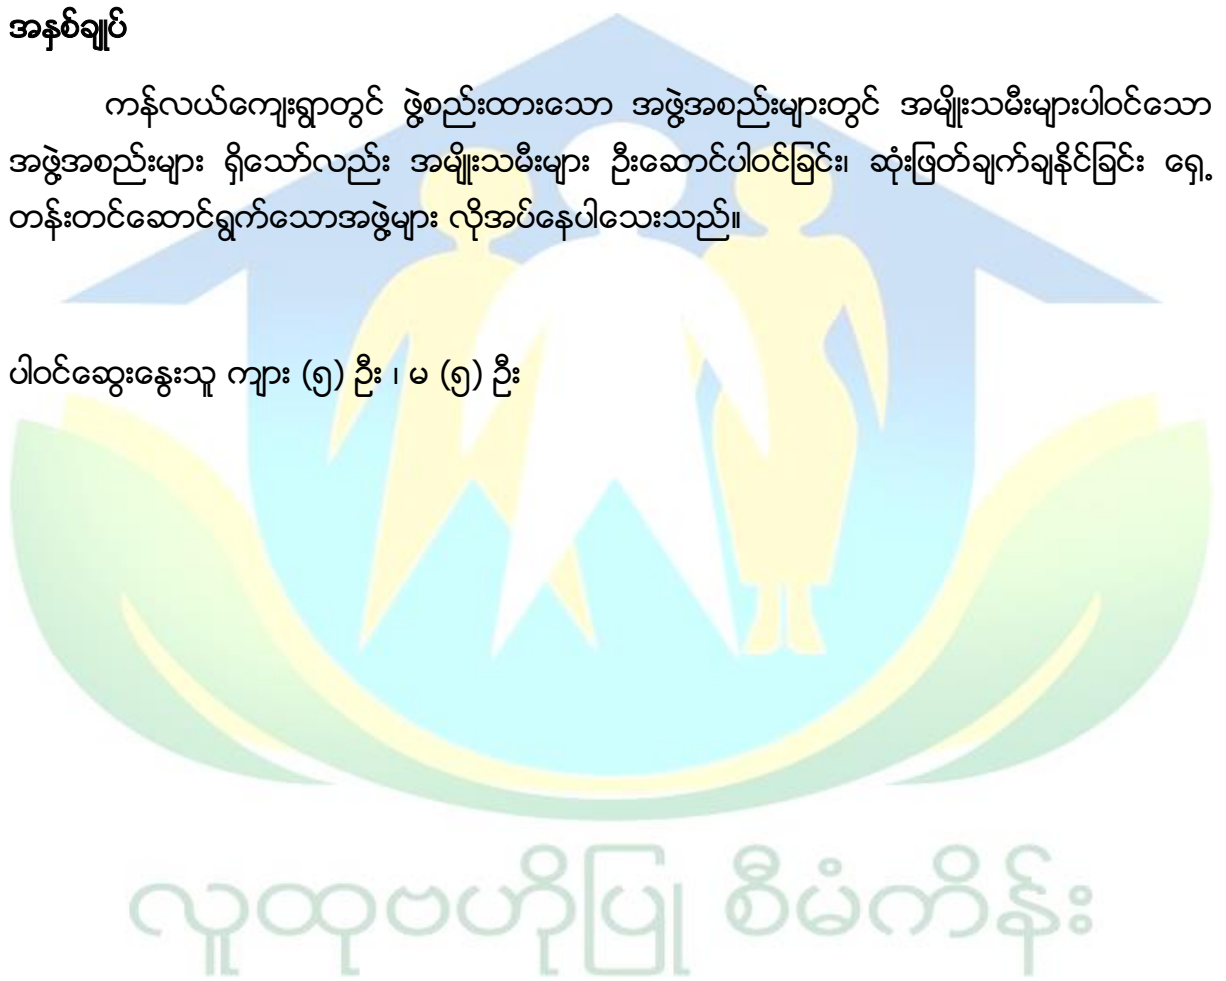 အနှစ်ချုပ်
ကန်လယ်ကျေးရွာတွင် ဖွဲ့စည်းထားသော အဖွဲ့အစည်းများတွင် အမျိုးသမီးများပါဝင်သော
အဖွဲ့အစည်းများ ရှိသော်လည်း အမျိုးသမီးများ ဦးဆောင်ပါဝင်ခြင်း၊ ဆုံးဖြတ်ချက်ချနိုင်ခြင်း ရှေ့
တန်းတင်ဆောင်ရွက်သောအဖွဲ့များ လိုအပ်နေပါသေးသည်။
ပါဝင်ဆွေးနွေးသူ ကျား (၅) ဦး ၊ မ (၅) ဦး
လူထုဗဟိုပြု စီမံကိန်း